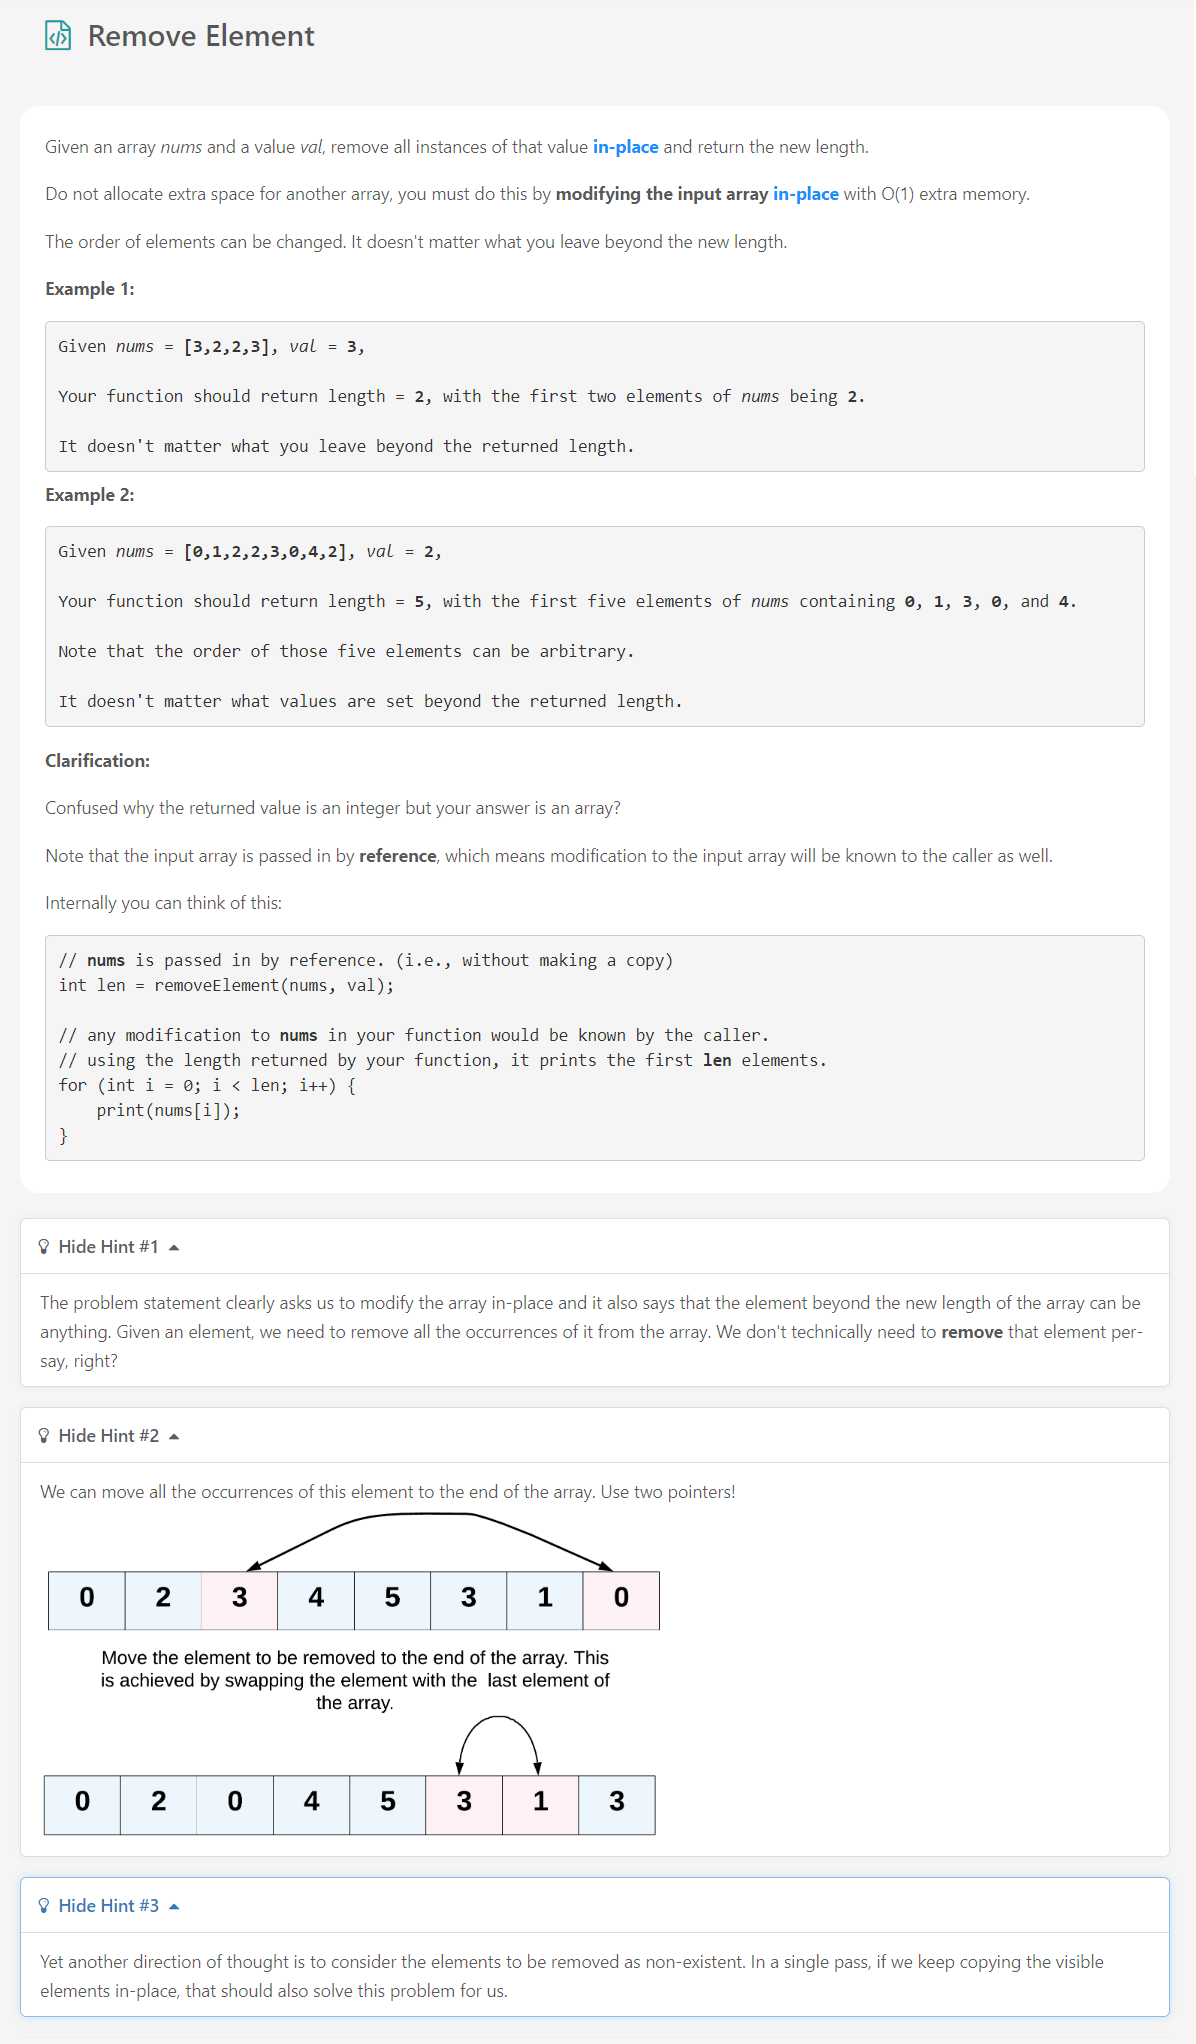 Remove Element
Given an array nums and a value val, remove all instances of that value in-place and return the new length.
Do not allocate extra space for another array, you must do this by modifying the input array in-place with O(1) extra memory.
The order of elements can be changed. It doesn't matter what you leave beyond the new length.
Example 1:
Given nums = [3,2,2,3], val = 3,
Your function should return length = 2, with the first two elements of nums being 2.
It doesn't matter what you leave beyond the returned length.
Example 2:
Given nums = [0,1,2,2,3,0,4,2], val = 2,
Your function should return length = 5, with the first five elements of nums containing 0, 1, 3, 0, and 4.
Note that the order of those five elements can be arbitrary.
It doesn't matter what values are set beyond the returned length.
Clarification:
Confused why the returned value is an integer but your answer is an array?
Note that the input array is passed in by reference, which means modification to the input array will be known to the caller as well.
Internally you can think of this:
// nums is passed in by reference. (i.e., without making a copy)
int len = removeElement(nums, val);
// any modification to nums in your function would be known by the caller.
// using the length returned by your function, it prints the first len elements.
for (int i = 0; i < len; i++) {
    print(nums[i]);
}
Hide Hint #1
The problem statement clearly asks us to modify the array in-place and it also says that the element beyond the new length of the array can be
anything. Given an element, we need to remove all the occurrences of it from the array. We don't technically need to remove that element per-
say, right?
Hide Hint #2
We can move all the occurrences of this element to the end of the array. Use two pointers!
0 2 3 4 5 3 1 0
Move the element to be removed to the end of the array. This
is achieved by swapping the element with the last element of
the array.
0 2 0 4 5 3 1 3
Hide Hint #3
Yet another direction of thought is to consider the elements to be removed as non-existent. In a single pass, if we keep copying the visible
elements in-place, that should also solve this problem for us.